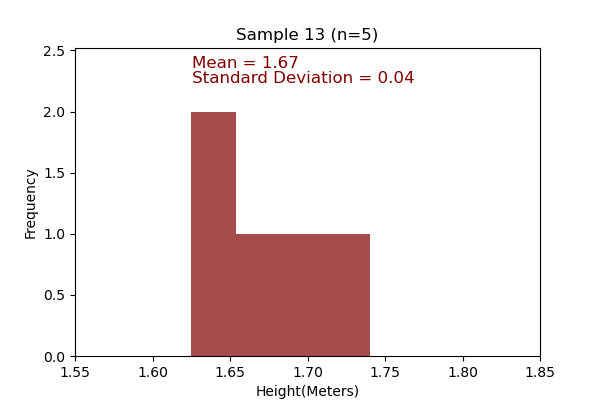 Sample 13 (n=5)
Mean = 1.67
Standard Deviation = 0.04
2.5
2.0
1.5
1.0
0.5
0.0
Frequency
1.55 1.60 1.65 1.70 1.75 1.80 1.85
Height(Meters)